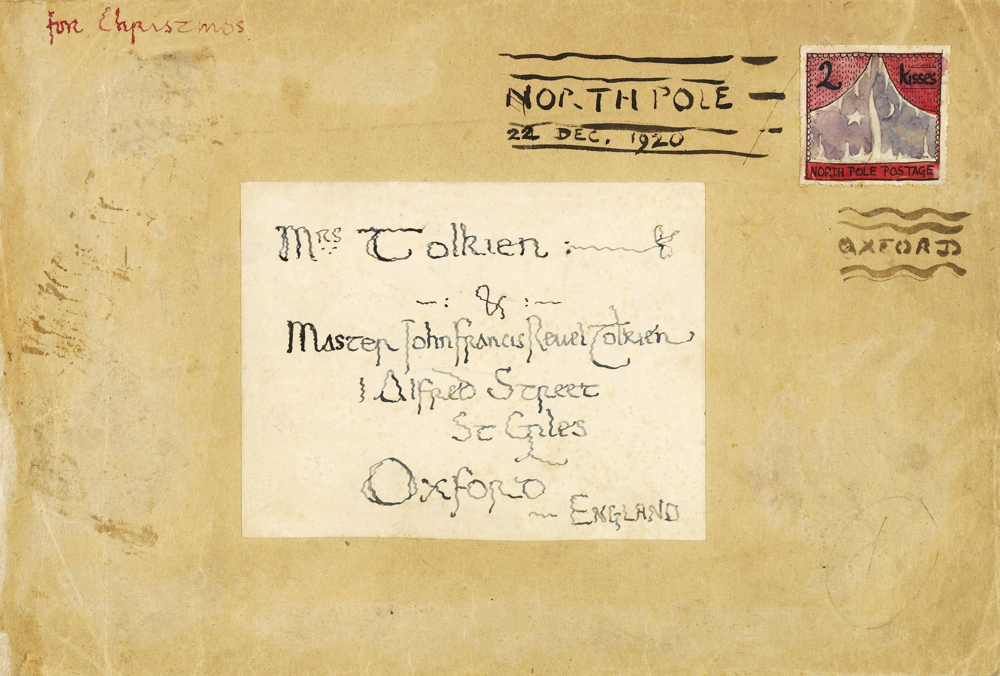 for Christmas
NORTH POLE
22 DEC. 1920
2 kisses
NORTH POLE POSTAGE
OXFORD
Mrs Tolkien :
— : & : —
Master John Francis Reuel Tolkien
1 Alfred Street
St Giles
Oxford
— ENGLAND